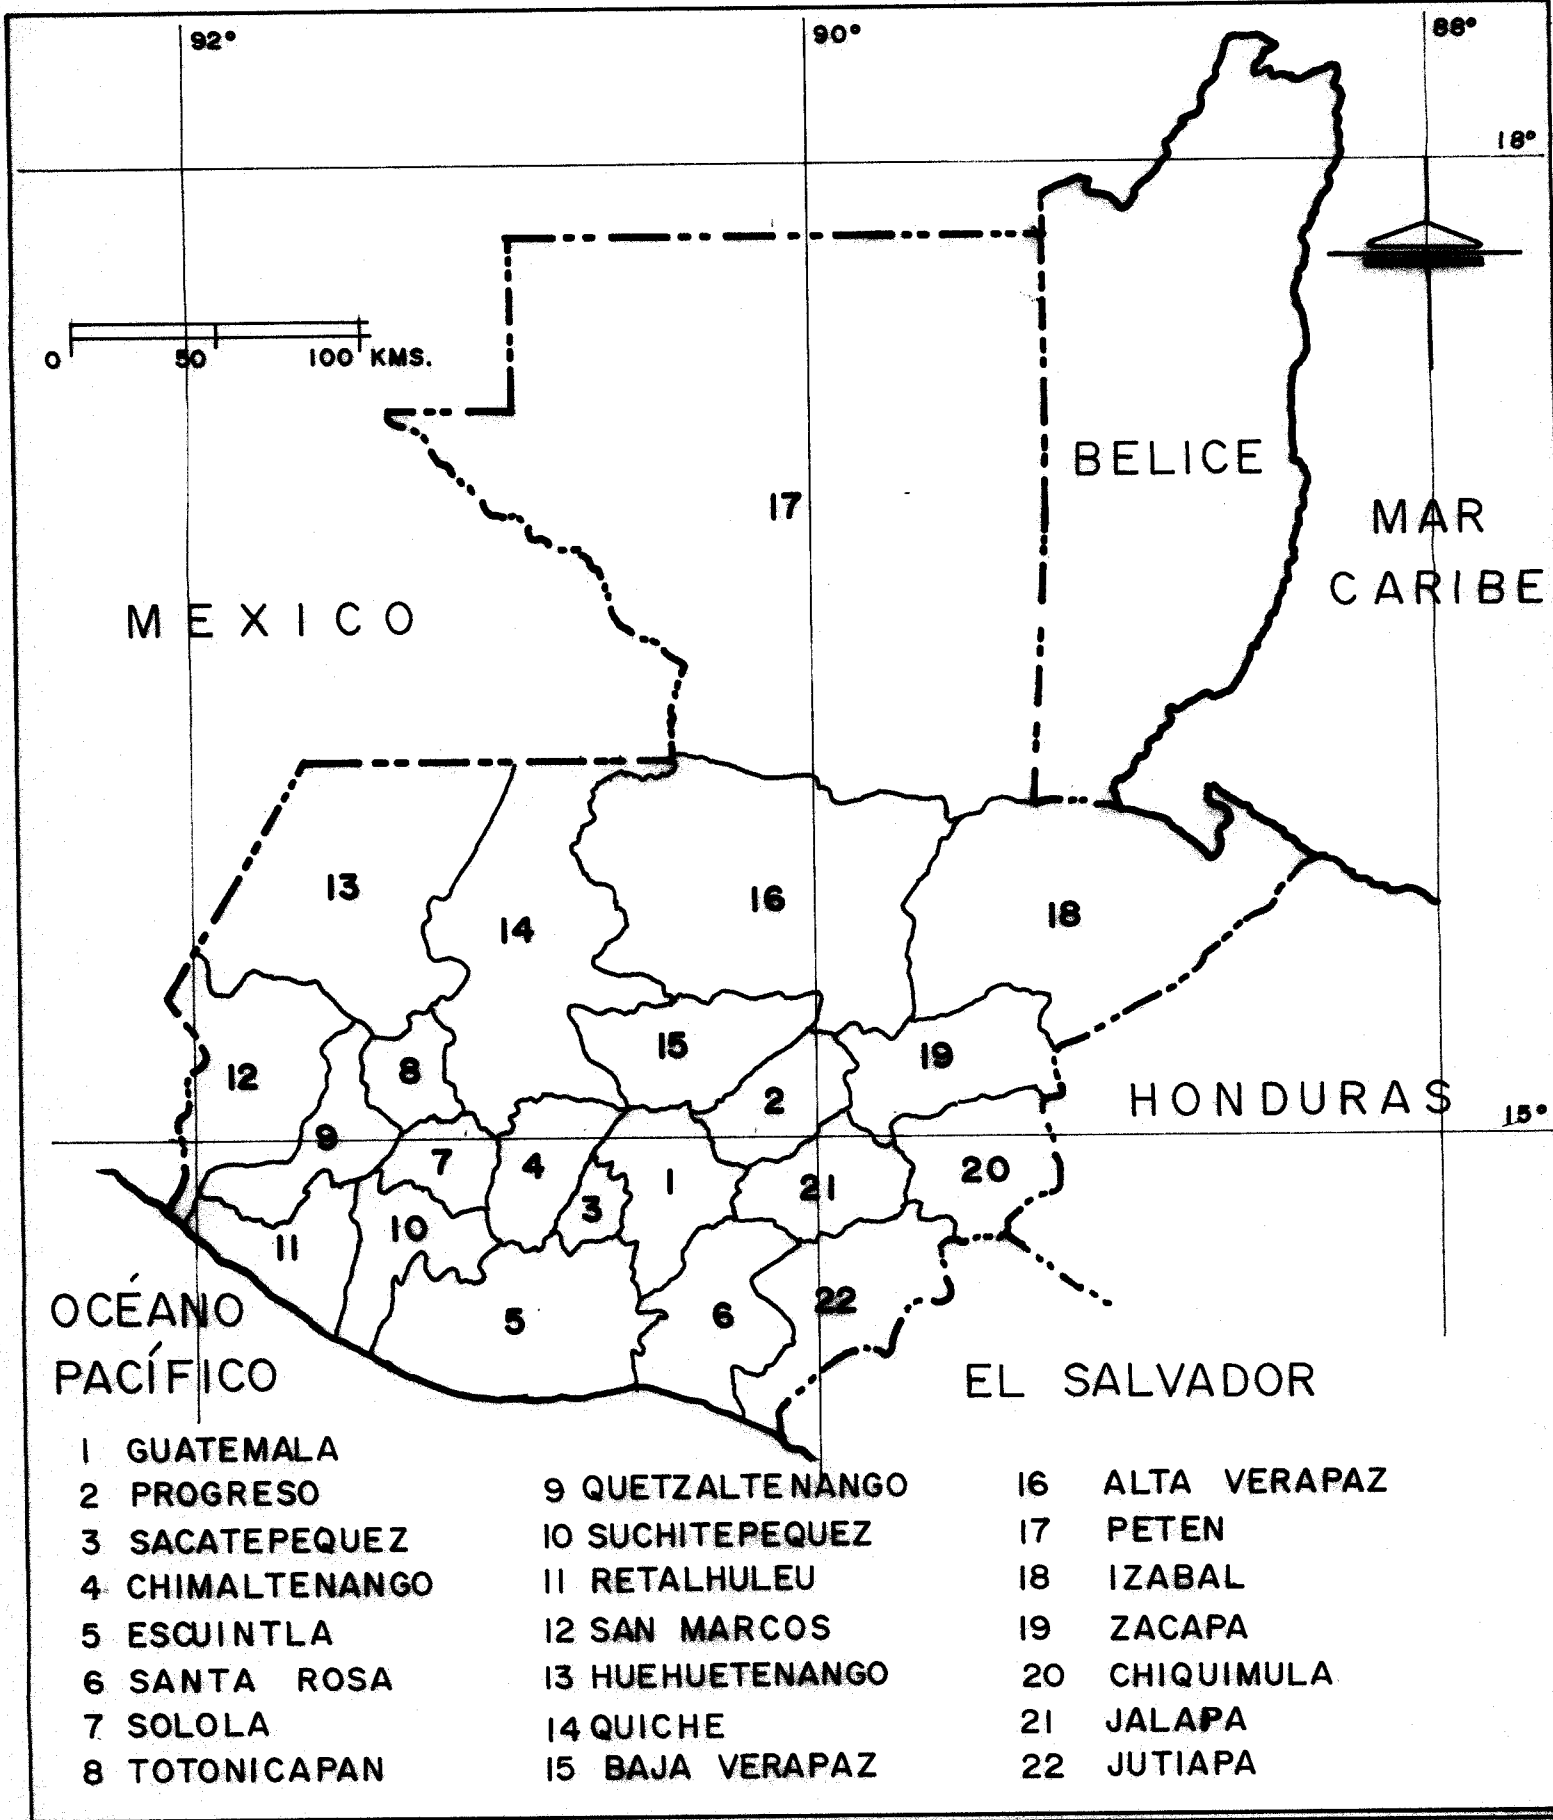 92° 90° 88°
18°
0 50 100 KMS.
BELICE
17
MAR
CARIBE
MEXICO
13
16
14
18
15
19
12
8
2
HONDURAS
15°
9
7
4
1
20
21
3
10
11
OCÉANO
5
6
22
PACÍFICO
EL SALVADOR
1 GUATEMALA
2 PROGRESO
3 SACATEPEQUEZ
4 CHIMALTENANGO
5 ESCUINTLA
6 SANTA ROSA
7 SOLOLA
8 TOTONICAPAN
9 QUETZALTENANGO
10 SUCHITEPEQUEZ
11 RETALHULEU
12 SAN MARCOS
13 HUEHUETENANGO
14 QUICHE
15 BAJA VERAPAZ
16 ALTA VERAPAZ
17 PETEN
18 IZABAL
19 ZACAPA
20 CHIQUIMULA
21 JALAPA
22 JUTIAPA